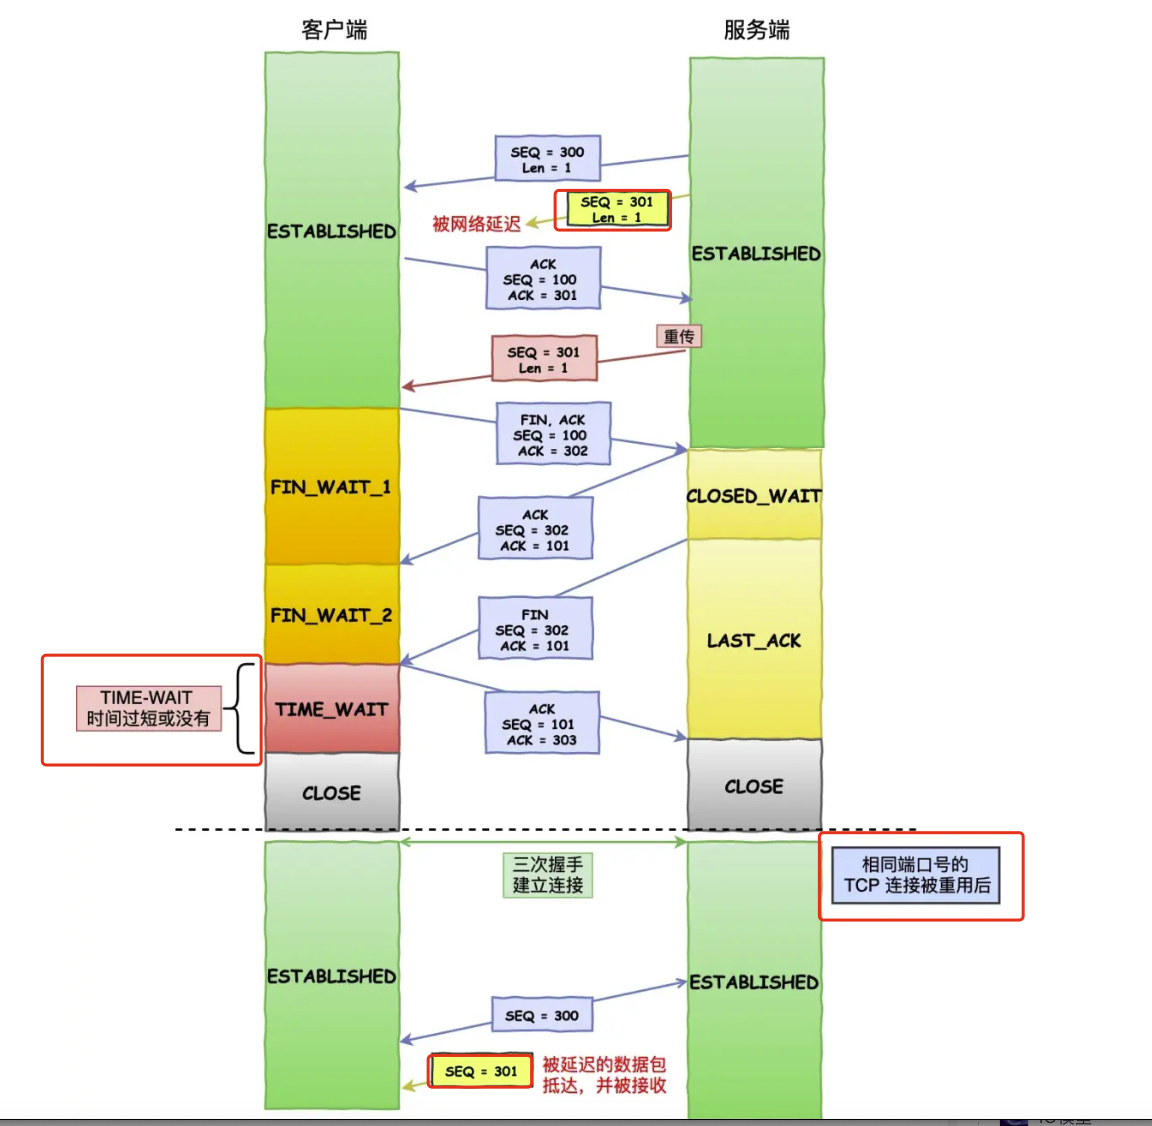 客户端
服务端
SEQ = 300
Len = 1
SEQ = 301
Len = 1
被网络延迟
ESTABLISHED
ESTABLISHED
ACK
SEQ = 100
ACK = 301
重传
SEQ = 301
Len = 1
FIN, ACK
SEQ = 100
ACK = 302
FIN_WAIT_1
CLOSED_WAIT
ACK
SEQ = 302
ACK = 101
FIN_WAIT_2
FIN
SEQ = 302
ACK = 101
LAST_ACK
TIME-WAIT
时间过短或没有
TIME_WAIT
ACK
SEQ = 101
ACK = 303
CLOSE
CLOSE
三次握手
建立连接
相同端口号的
TCP 连接被重用后
ESTABLISHED
ESTABLISHED
SEQ = 300
SEQ = 301
被延迟的数据包
抵达，并被接收